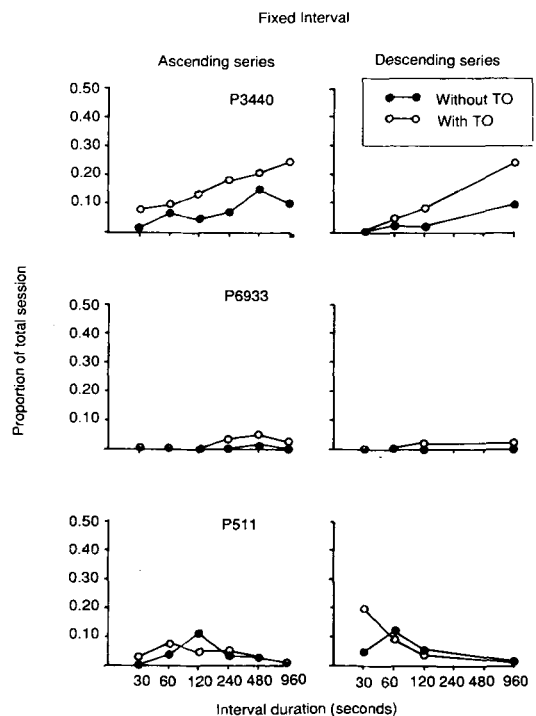 Fixed Interval
Ascending series
Descending series
P3440
Without TO
With TO
0.50
0.40
0.30
0.20
0.10
P6933
0.50
0.40
0.30
0.20
0.10
P511
0.50
0.40
0.30
0.20
0.10
Proportion of total session
30 60 120 240 480 960
30 60 120 240 480 960
Interval duration (seconds)